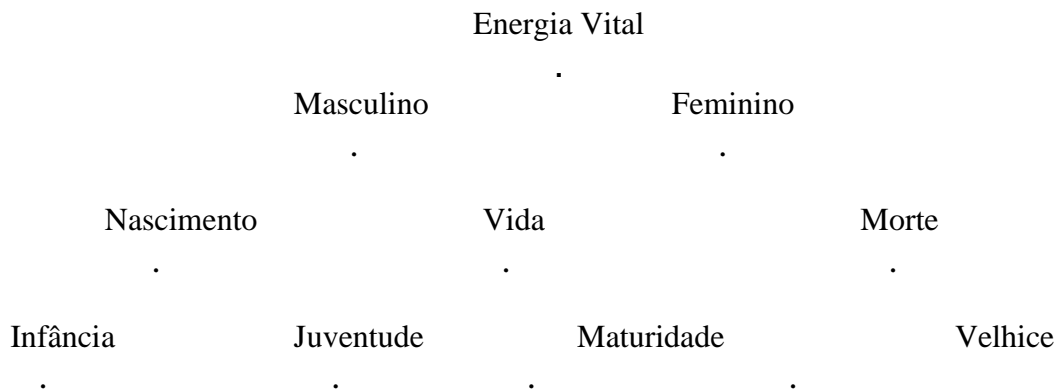 Energia Vital
.
Masculino Feminino
. .
Nascimento Vida Morte
. . .
Infância Juventude Maturidade Velhice
. . . .